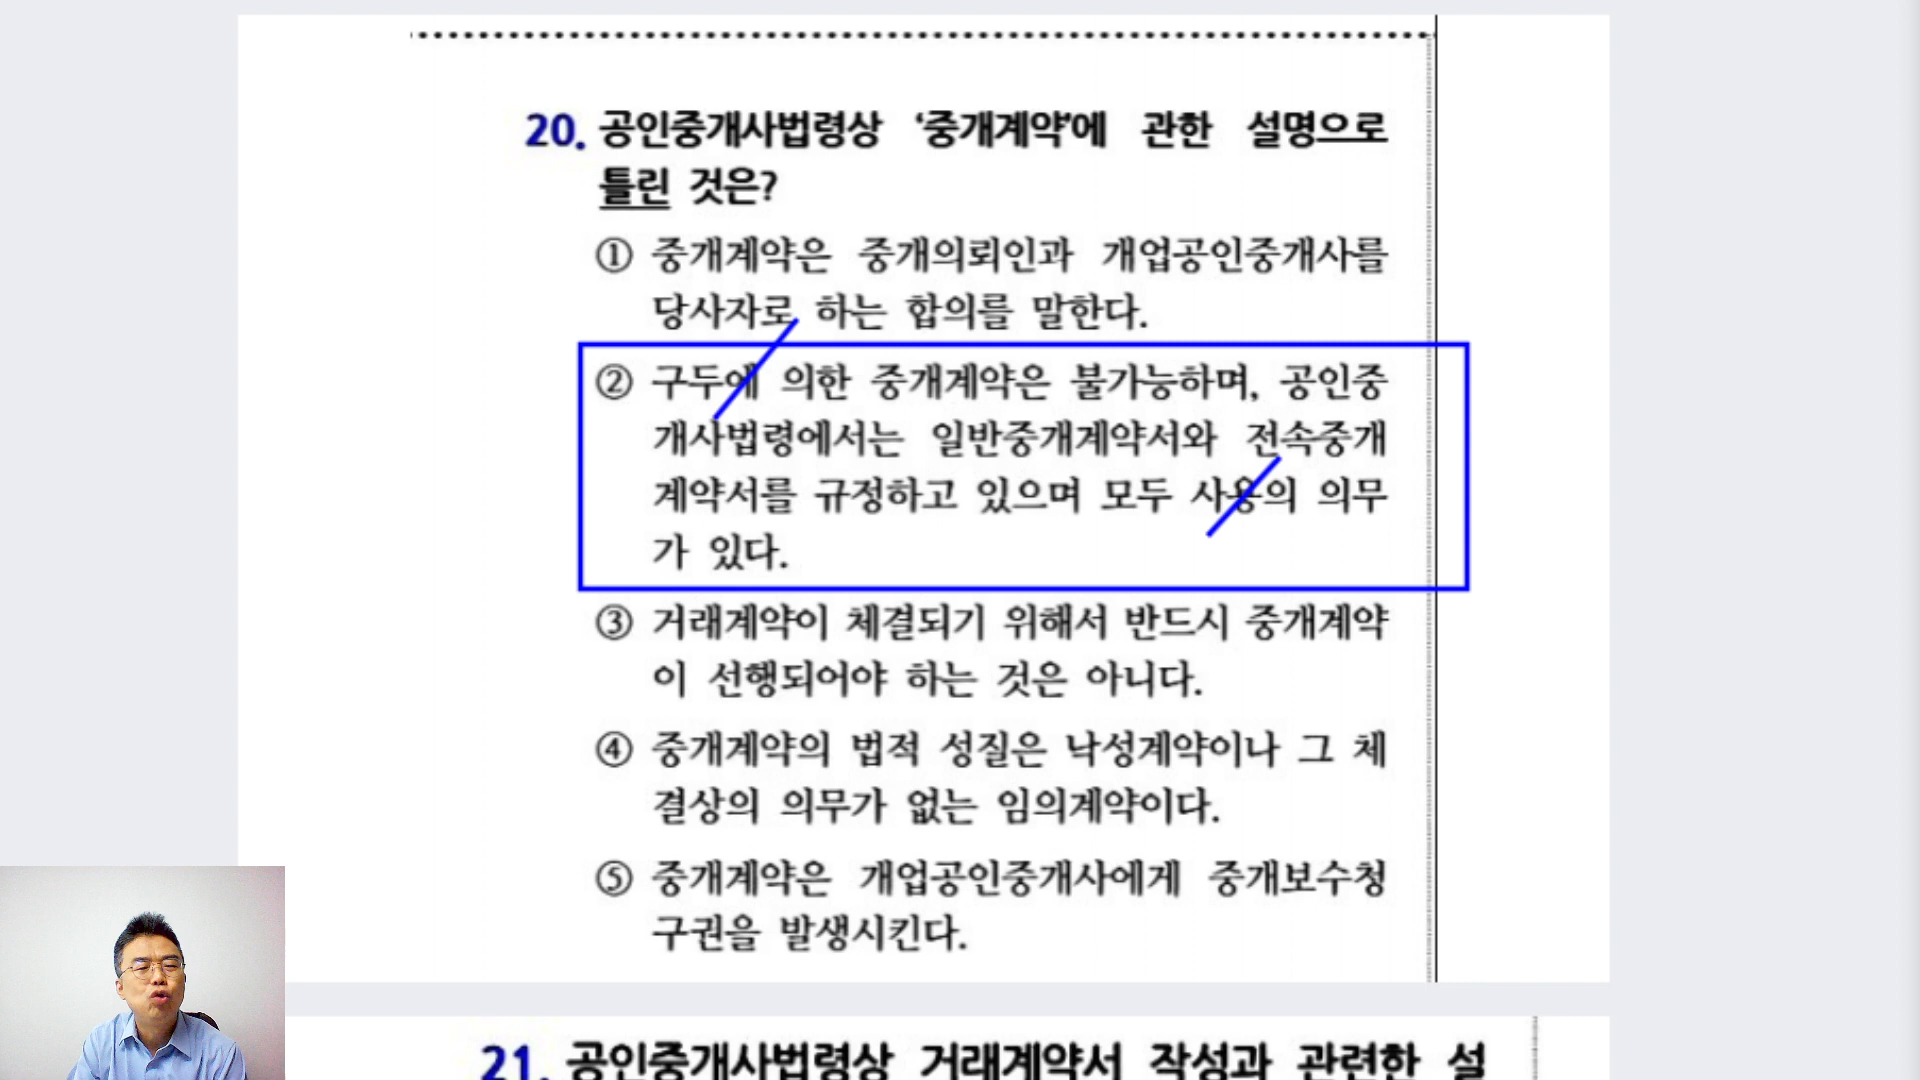 20. 공인중개사법령상 ‘중개계약’에 관한 설명으로
틀린 것은?
① 중개계약은 중개의뢰인과 개업공인중개사를
당사자로 하는 합의를 말한다.
② 구두에 의한 중개계약은 불가능하며, 공인중
개사법령에서는 일반중개계약서와 전속중개
계약서를 규정하고 있으며 모두 사용의 의무
가 있다.
③ 거래계약이 체결되기 위해서 반드시 중개계약
이 선행되어야 하는 것은 아니다.
④ 중개계약의 법적 성질은 낙성계약이나 그 체
결상의 의무가 없는 임의계약이다.
⑤ 중개계약은 개업공인중개사에게 중개보수청
구권을 발생시킨다.
21. 공인중개사법령상 거래계약서 작성과 관련한 설